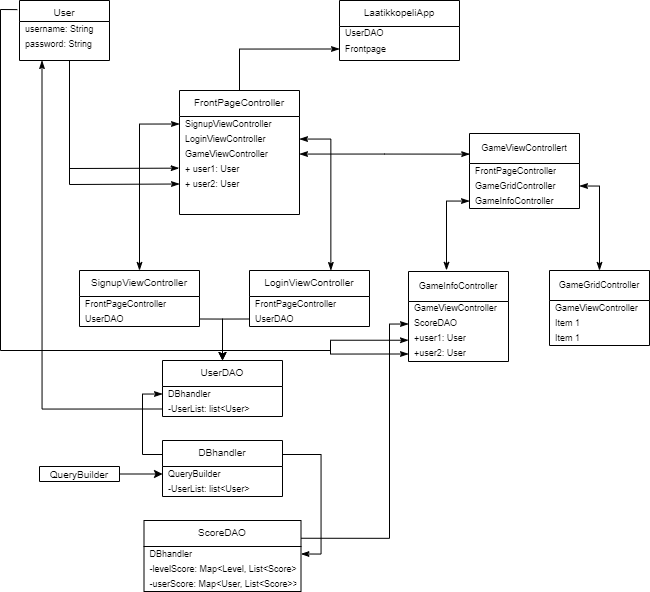 User
username: String
password: String
LaatikkopeliApp
UserDAO
Frontpage
FrontPageController
SignupViewController
LoginViewController
GameViewController
+ user1: User
+ user2: User
GameViewControllert
FrontPageController
GameGridController
GameInfoController
SignupViewController
FrontPageController
UserDAO
LoginViewController
FrontPageController
UserDAO
GameInfoController
GameViewController
ScoreDAO
+user1: User
+user2: User
GameGridController
GameViewController
Item 1
Item 1
UserDAO
DBhandler
-UserList: list<User>
DBhandler
QueryBuilder
-UserList: list<User>
QueryBuilder
ScoreDAO
DBhandler
-levelScore: Map<Level, List<Score>
-userScore: Map<User, List<Score>>